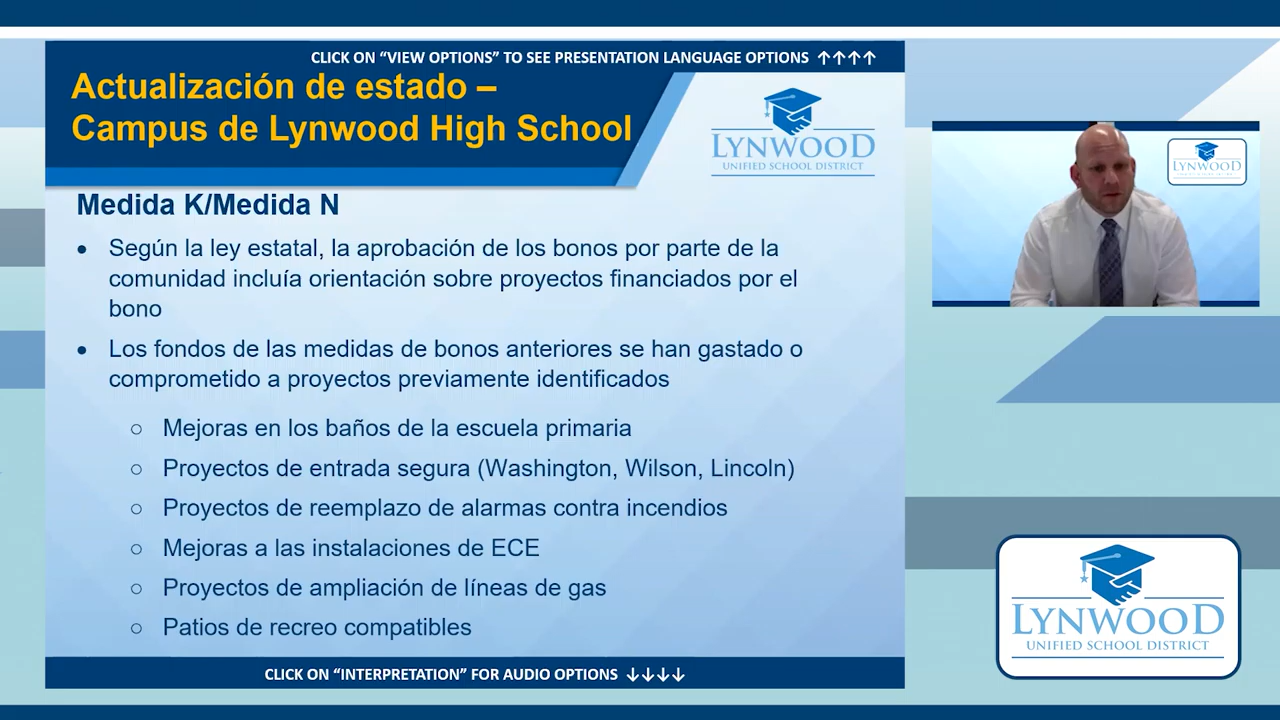 CLICK ON “VIEW OPTIONS” TO SEE PRESENTATION LANGUAGE OPTIONS ↑↑↑↑
Actualización de estado –
Campus de Lynwood High School
LYNWOOD
UNIFIED SCHOOL DISTRICT
Medida K/Medida N
• Según la ley estatal, la aprobación de los bonos por parte de la
comunidad incluía orientación sobre proyectos financiados por el
bono
• Los fondos de las medidas de bonos anteriores se han gastado o
comprometido a proyectos previamente identificados
○ Mejoras en los baños de la escuela primaria
○ Proyectos de entrada segura (Washington, Wilson, Lincoln)
○ Proyectos de reemplazo de alarmas contra incendios
○ Mejoras a las instalaciones de ECE
○ Proyectos de ampliación de líneas de gas
○ Patios de recreo compatibles
CLICK ON “INTERPRETATION” FOR AUDIO OPTIONS ↓↓↓↓
LYNWOOD
LYNWOOD
UNIFIED SCHOOL DISTRICT